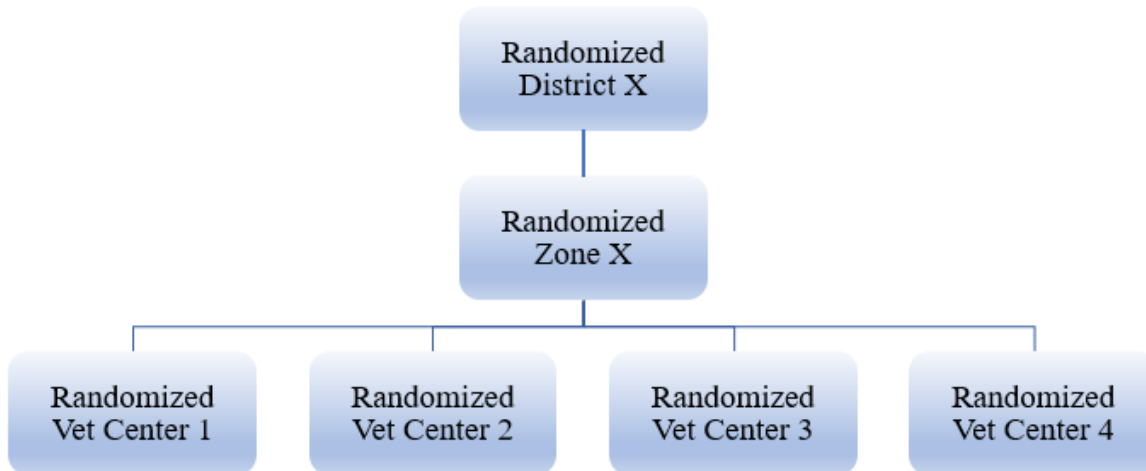 Randomized
District X
Randomized
Zone X
Randomized
Vet Center 1
Randomized
Vet Center 2
Randomized
Vet Center 3
Randomized
Vet Center 4